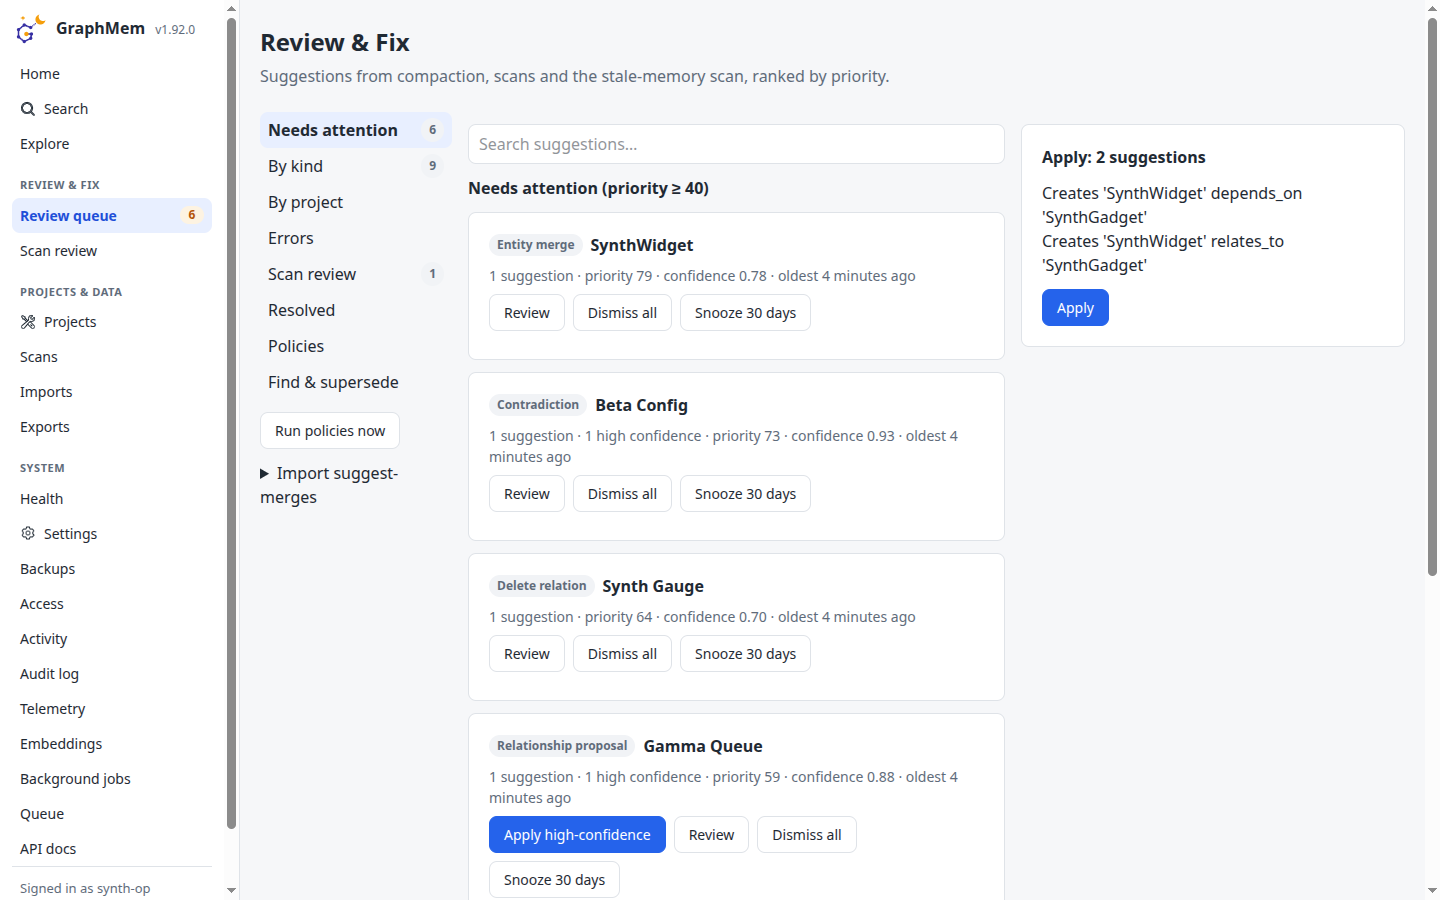 GraphMem v1.92.0
Home
Search
Explore
REVIEW & FIX
Review queue 6
Scan review
PROJECTS & DATA
Projects
Scans
Imports
Exports
SYSTEM
Health
Settings
Backups
Access
Activity
Audit log
Telemetry
Embeddings
Background jobs
Queue
API docs
Signed in as synth-op
Review & Fix
Suggestions from compaction, scans and the stale-memory scan, ranked by priority.
Needs attention 6
By kind 9
By project
Errors
Scan review 1
Resolved
Policies
Find & supersede
Run policies now
Import suggest-
merges
Search suggestions...
Needs attention (priority ≥ 40)
Entity merge SynthWidget
1 suggestion · priority 79 · confidence 0.78 · oldest 4 minutes ago
Review Dismiss all Snooze 30 days
Contradiction Beta Config
1 suggestion · 1 high confidence · priority 73 · confidence 0.93 · oldest 4
minutes ago
Review Dismiss all Snooze 30 days
Delete relation Synth Gauge
1 suggestion · priority 64 · confidence 0.70 · oldest 4 minutes ago
Review Dismiss all Snooze 30 days
Relationship proposal Gamma Queue
1 suggestion · 1 high confidence · priority 59 · confidence 0.88 · oldest 4
minutes ago
Apply high-confidence Review Dismiss all
Snooze 30 days
Apply: 2 suggestions
Creates 'SynthWidget' depends_on
'SynthGadget'
Creates 'SynthWidget' relates_to
'SynthGadget'
Apply